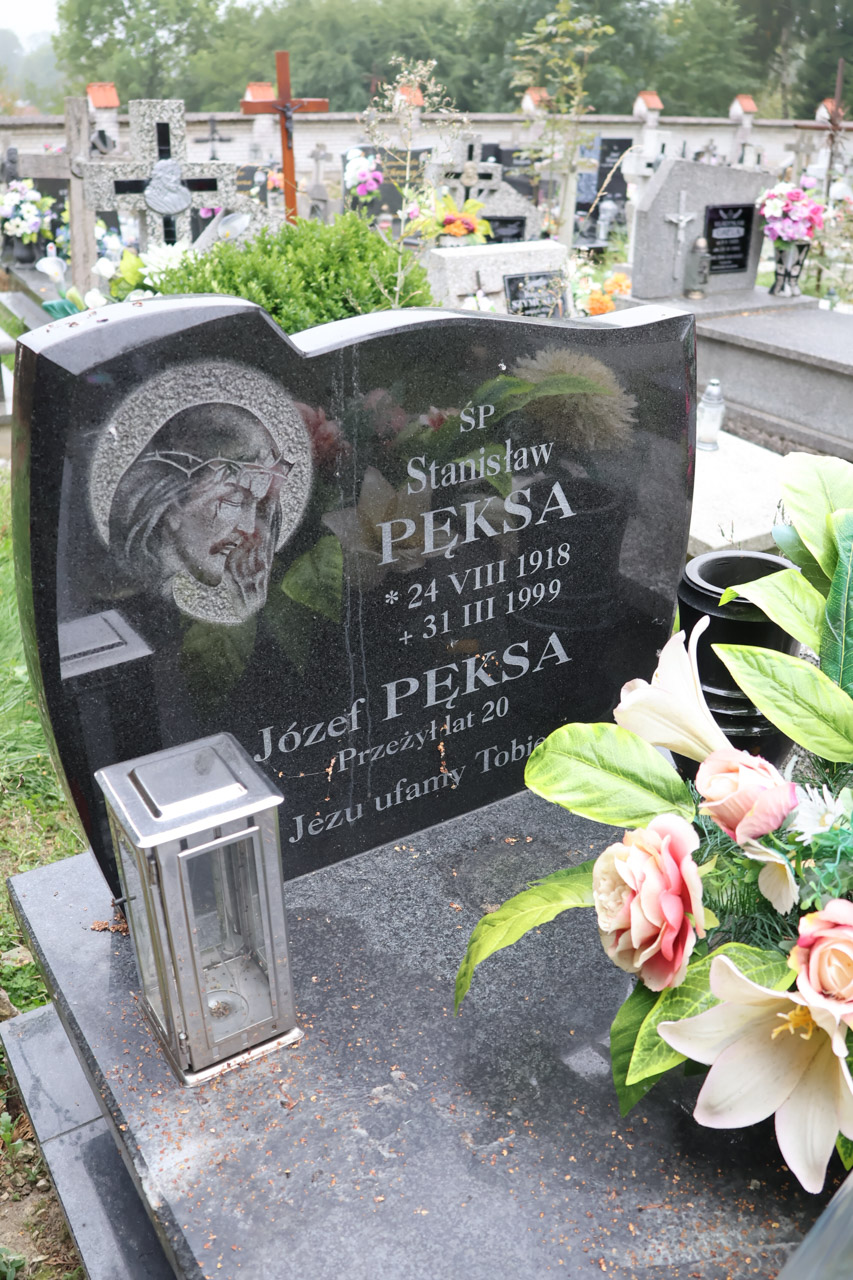 ŚP
Stanisław
PĘKSA
* 24 VIII 1918
+ 31 III 1999
Józef PĘKSA
Przeżył lat 20
Jezu ufamy Tobie